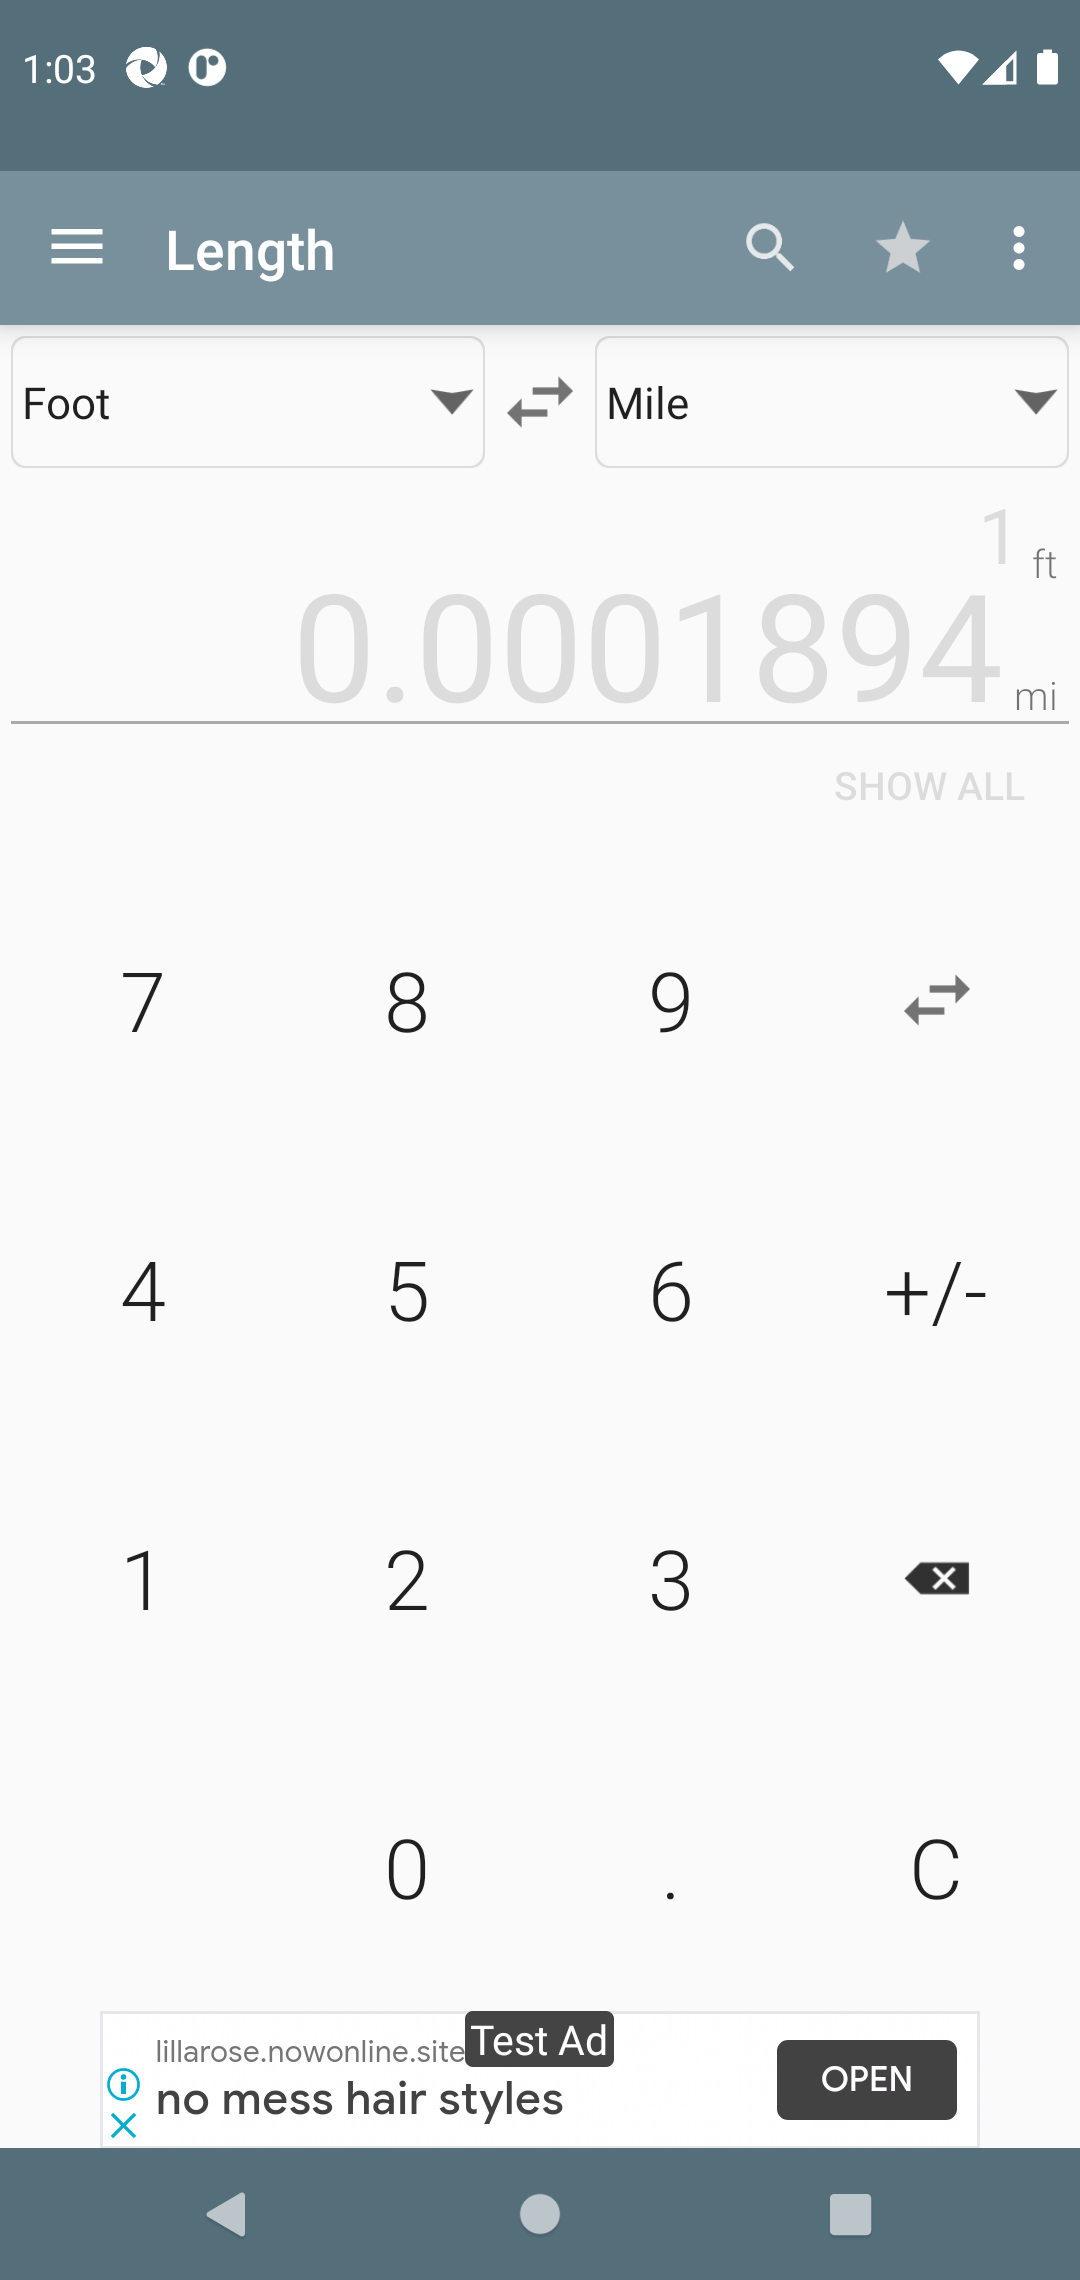 1:03
Length
Foot
Mile
1 ft
0.0001894 mi
SHOW ALL
7 8 9
4 5 6 +/-
1 2 3
0 . C
Test Ad
lillarose.nowonline.site
no mess hair styles
OPEN